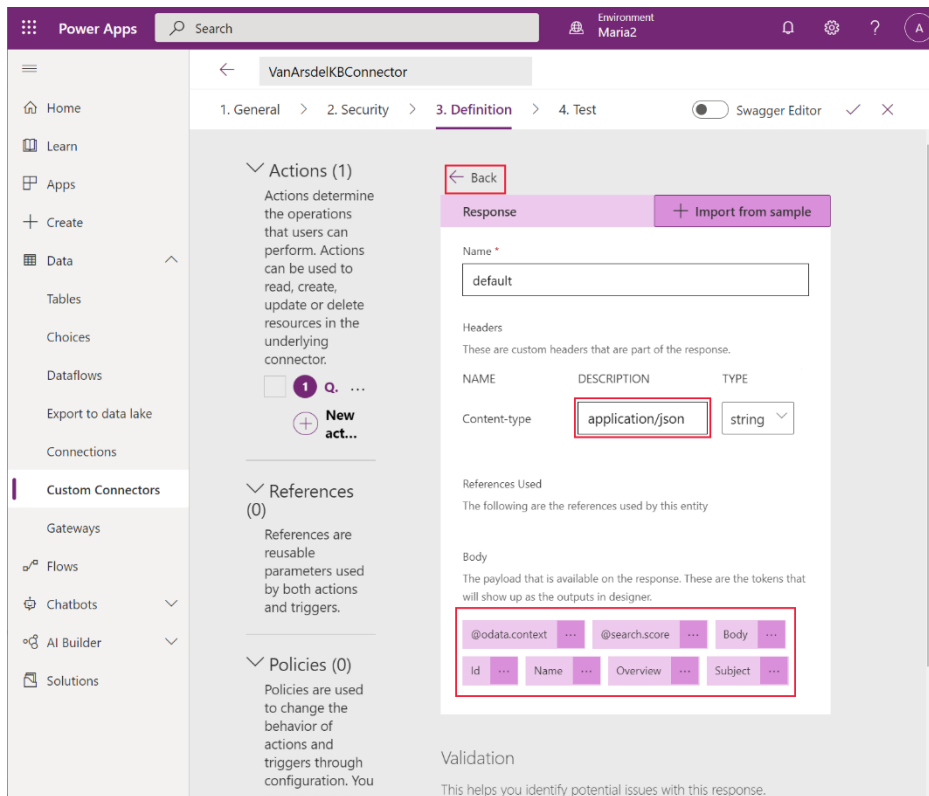 Power Apps
Search
Environment
Maria2
A
VanArsdelKBConnector
1. General > 2. Security > 3. Definition > 4. Test
Swagger Editor
Home
Learn
Apps
Create
Data
Tables
Choices
Dataflows
Export to data lake
Connections
Custom Connectors
Gateways
Flows
Chatbots
AI Builder
Solutions
Actions (1)
Actions determine
the operations
that users can
perform. Actions
can be used to
read, create,
update or delete
resources in the
underlying
connector.
1 Q. ...
New
act...
References
(0)
References are
reusable
parameters used
by both actions
and triggers.
Policies (0)
Policies are used
to change the
behavior of
actions and
triggers through
configuration. You
Back
Response
Import from sample
Name *
default
Headers
These are custom headers that are part of the response.
NAME DESCRIPTION TYPE
Content-type application/json string
References Used
The following are the references used by this entity
Body
The payload that is available on the response. These are the tokens that
will show up as the outputs in designer.
@odata.context ... @search.score ... Body ...
Id ... Name ... Overview ... Subject ...
Validation
This helps you identify potential issues with this response.